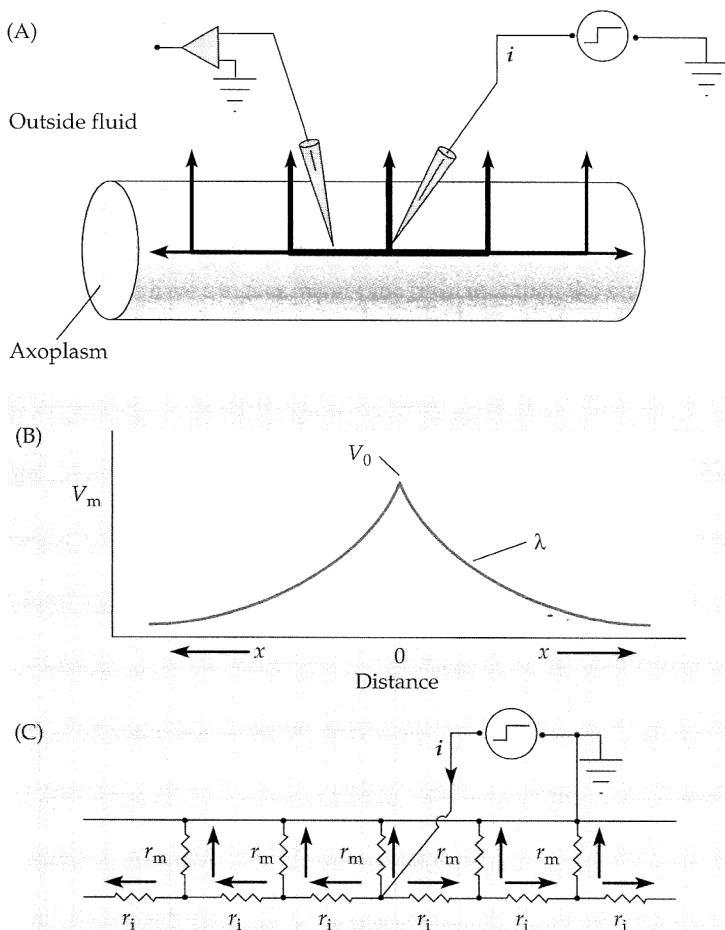 (A)
i
Outside fluid
Axoplasm
(B)
V0
Vm
λ
x 0 x
Distance
(C)
i
rm rm rm rm rm
ri ri ri ri ri ri